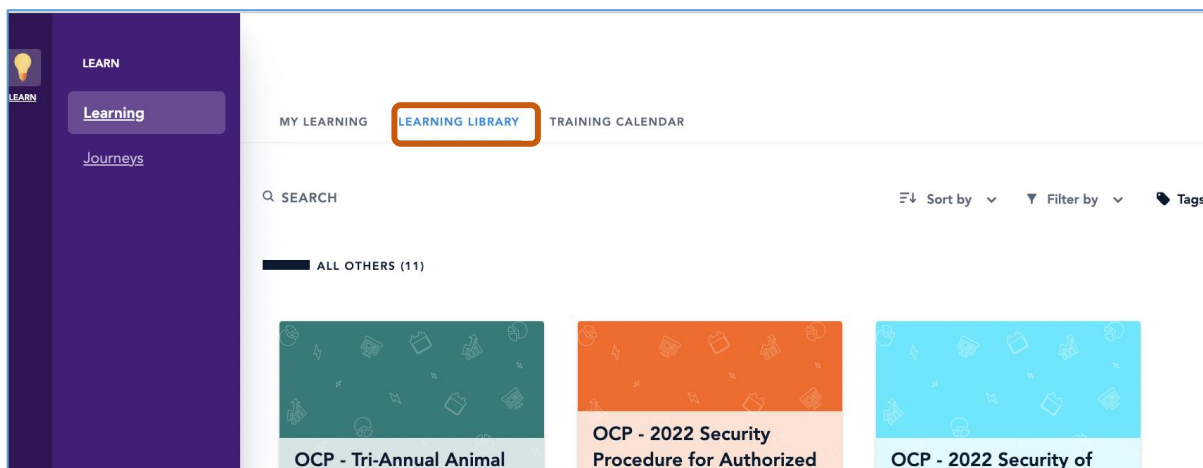 LEARN
LEARN
Learning
Journeys
MY LEARNING LEARNING LIBRARY TRAINING CALENDAR
SEARCH
Sort by Filter by Tags
ALL OTHERS (11)
OCP - Tri-Annual Animal
OCP - 2022 Security
Procedure for Authorized
OCP - 2022 Security of